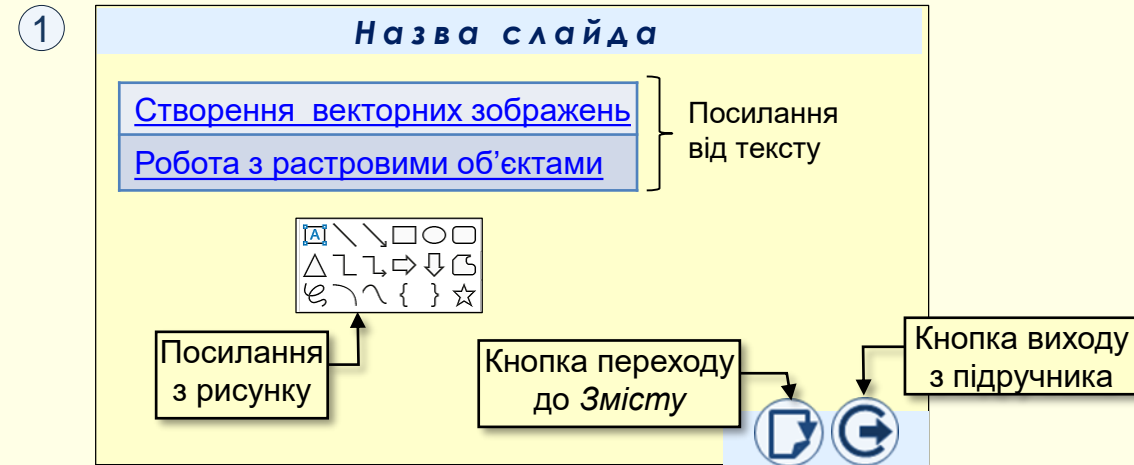 1
Назва слайда
Створення векторних зображень
Робота з растровими об’єктами
Посилання
від тексту
A
{ }
Посилання
з рисунку
Кнопка переходу
до Змісту
Кнопка виходу
з підручника